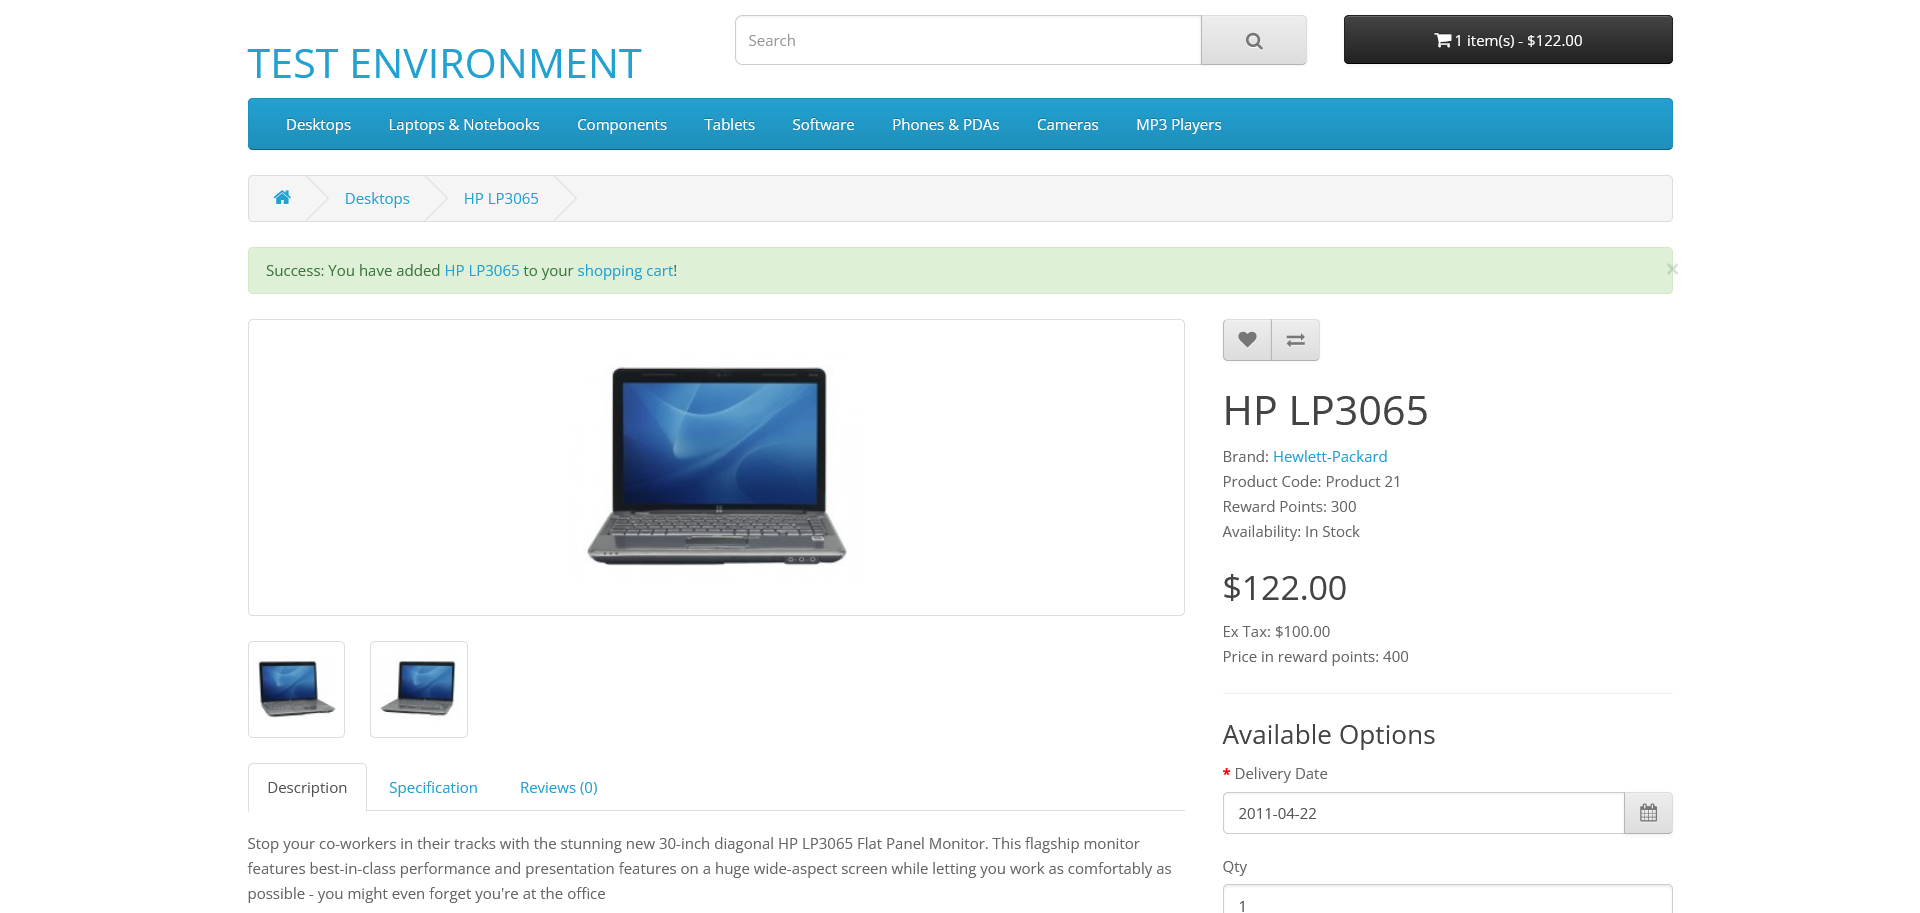 TEST ENVIRONMENT
Search
1 item(s) - $122.00
Desktops
Laptops & Notebooks
Components
Tablets
Software
Phones & PDAs
Cameras
MP3 Players
Desktops
HP LP3065
Success: You have added HP LP3065 to your shopping cart!
×
HP LP3065
Brand: Hewlett-Packard
Product Code: Product 21
Reward Points: 300
Availability: In Stock
$122.00
Ex Tax: $100.00
Price in reward points: 400
Available Options
* Delivery Date
2011-04-22
Qty
1
Description
Specification
Reviews (0)
Stop your co-workers in their tracks with the stunning new 30-inch diagonal HP LP3065 Flat Panel Monitor. This flagship monitor
features best-in-class performance and presentation features on a huge wide-aspect screen while letting you work as comfortably as
possible - you might even forget you're at the office